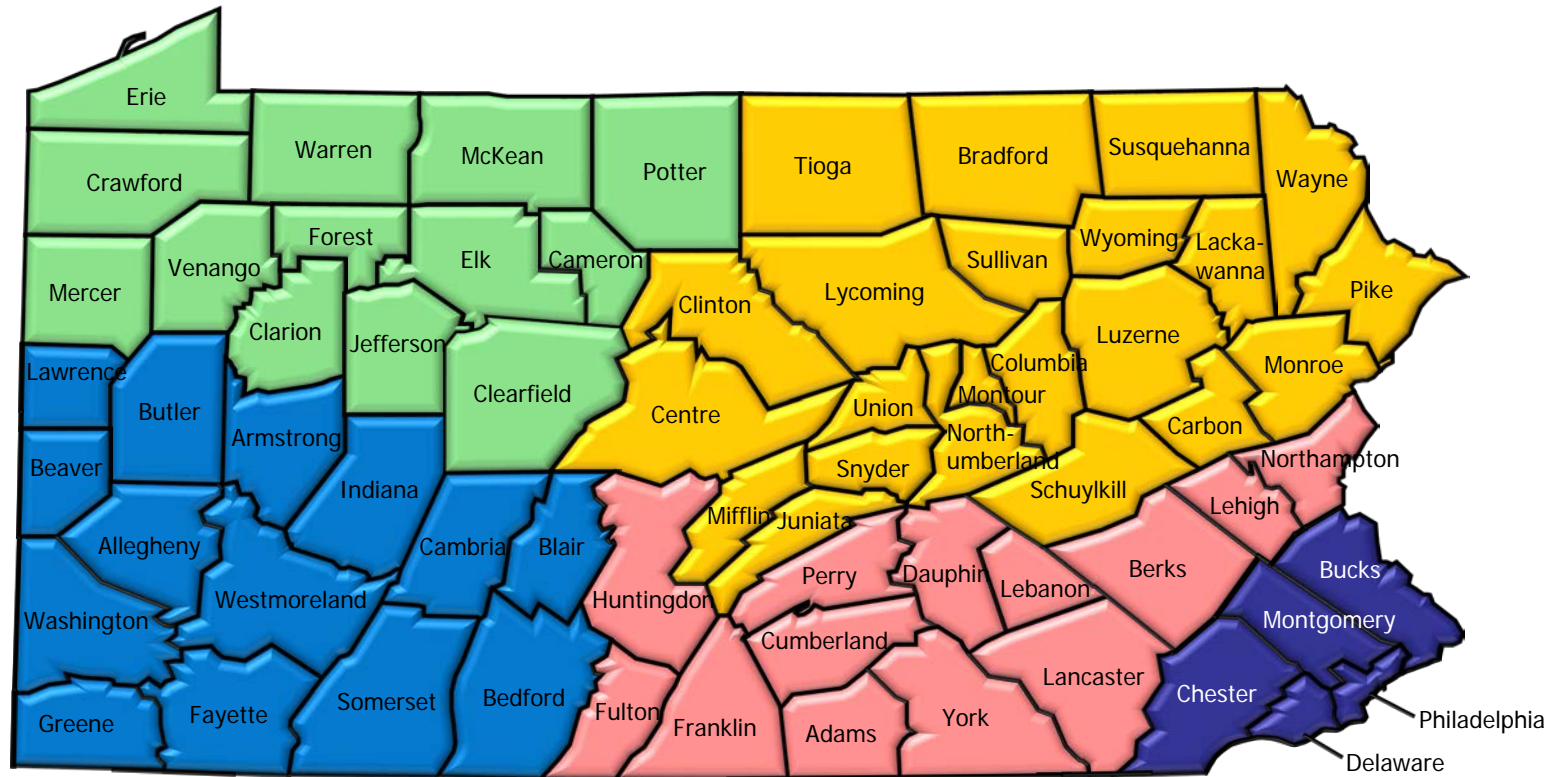 Erie
Warren
McKean
Potter
Tioga
Bradford
Susquehanna
Wayne
Crawford
Mercer
Venango
Forest
Elk
Cameron
Clinton
Lycoming
Sullivan
Wyoming
Lacka-
wanna
Pike
Clarion
Jefferson
Clearfield
Centre
Union
Montour
Columbia
Luzerne
Monroe
Carbon
Lawrence
Butler
Armstrong
Beaver
Indiana
Snyder
North-
umberland
Schuylkill
Northampton
Lehigh
Mifflin
Juniata
Allegheny
Cambria
Blair
Huntingdon
Perry
Dauphin
Lebanon
Berks
Bucks
Montgomery
Washington
Westmoreland
Cumberland
Lancaster
Chester
Greene
Fayette
Somerset
Bedford
Fulton
Franklin
Adams
York
Philadelphia
Delaware